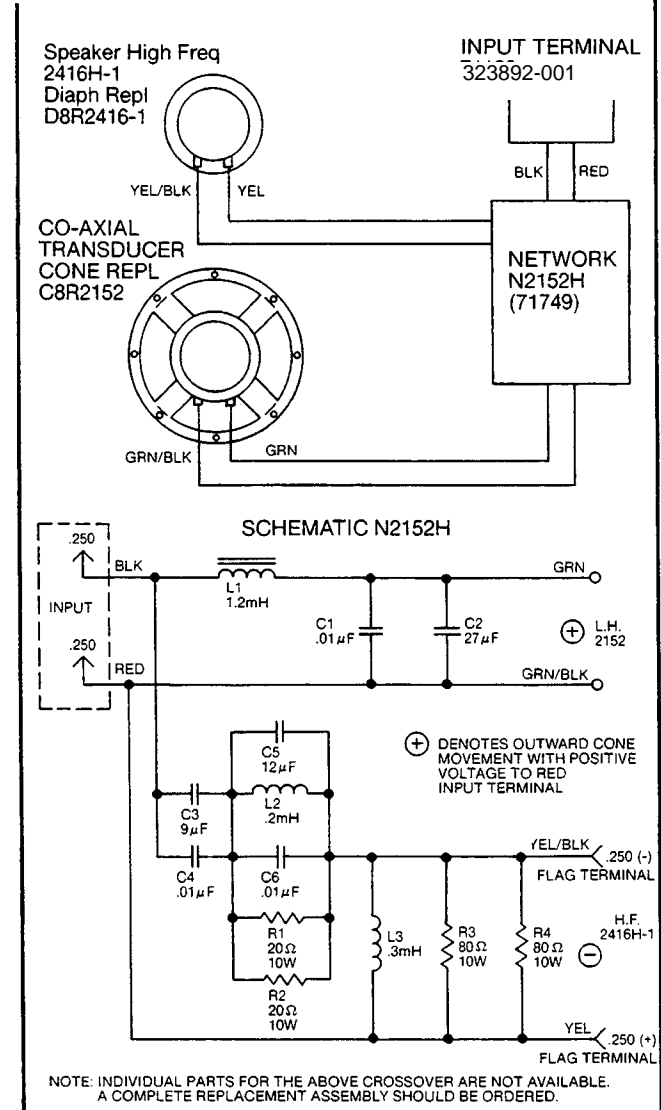 Speaker High Freq
2416H-1
Diaph Repl
D8R2416-1
INPUT TERMINAL
323892-001
BLK
RED
YEL/BLK
YEL
CO-AXIAL
TRANSDUCER
CONE REPL
C8R2152
NETWORK
N2152H
(71749)
GRN/BLK
GRN
SCHEMATIC N2152H
.250
BLK
L1
1.2mH
GRN
INPUT
C1
.01µF
C2
27µF
+ L.H.
2152
.250
RED
GRN/BLK
C5
12µF
+ DENOTES OUTWARD CONE
MOVEMENT WITH POSITIVE
VOLTAGE TO RED
INPUT TERMINAL
C3
9µF
L2
.2mH
C4
.01µF
C6
.01µF
YEL/BLK
.250 (-)
FLAG TERMINAL
R1
20Ω
10W
L3
.3mH
R3
80Ω
10W
R4
80Ω
10W
H.F.
2416H-1
-
R2
20Ω
10W
YEL
.250 (+)
FLAG TERMINAL
NOTE: INDIVIDUAL PARTS FOR THE ABOVE CROSSOVER ARE NOT AVAILABLE.
A COMPLETE REPLACEMENT ASSEMBLY SHOULD BE ORDERED.